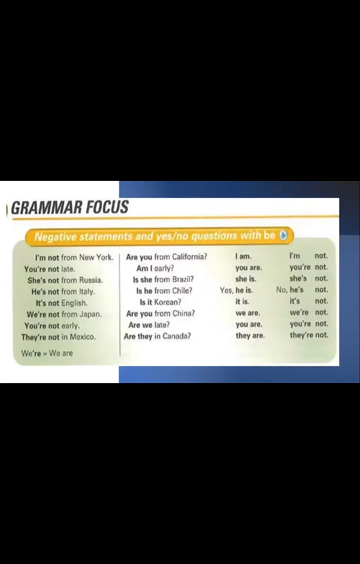 GRAMMAR FOCUS
Negative statements and yes/no questions with be
I'm not from New York. Are you from California? I am. I'm not.
You're not late. Am I early? you are. you're not.
She's not from Russia. Is she from Brazil? she is. she's not.
He's not from Italy. Is he from Chile? Yes, he is. No, he's not.
It's not English. Is it Korean? it is. it's not.
We're not from Japan. Are you from China? we are. we're not.
You're not early. Are we late? you are. you're not.
They're not in Mexico. Are they in Canada? they are. they're not.
We're = We are